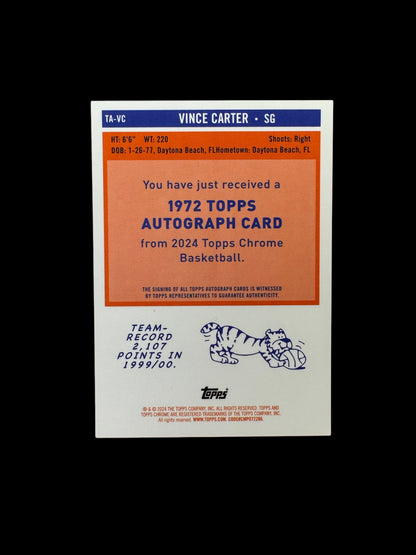 TA-VC
VINCE CARTER • SG
HT: 6'6" WT: 220 Shoots: Right
DOB: 1-26-77, Daytona Beach, FLHometown: Daytona Beach, FL
You have just received a
1972 TOPPS
AUTOGRAPH CARD
from 2024 Topps Chrome
Basketball.
THE SIGNING OF ALL TOPPS AUTOGRAPH CARDS IS WITNESSED
BY TOPPS REPRESENTATIVES TO GUARANTEE AUTHENTICITY.
TEAM-
RECORD
2,107
POINTS IN
1999/00.
Topps
® & © 2024 THE TOPPS COMPANY, INC. ALL RIGHTS RESERVED. TOPPS AND
TOPPS CHROME ARE REGISTERED TRADEMARKS OF THE TOPPS COMPANY, INC.
All rights reserved. WWW.TOPPS.COM.